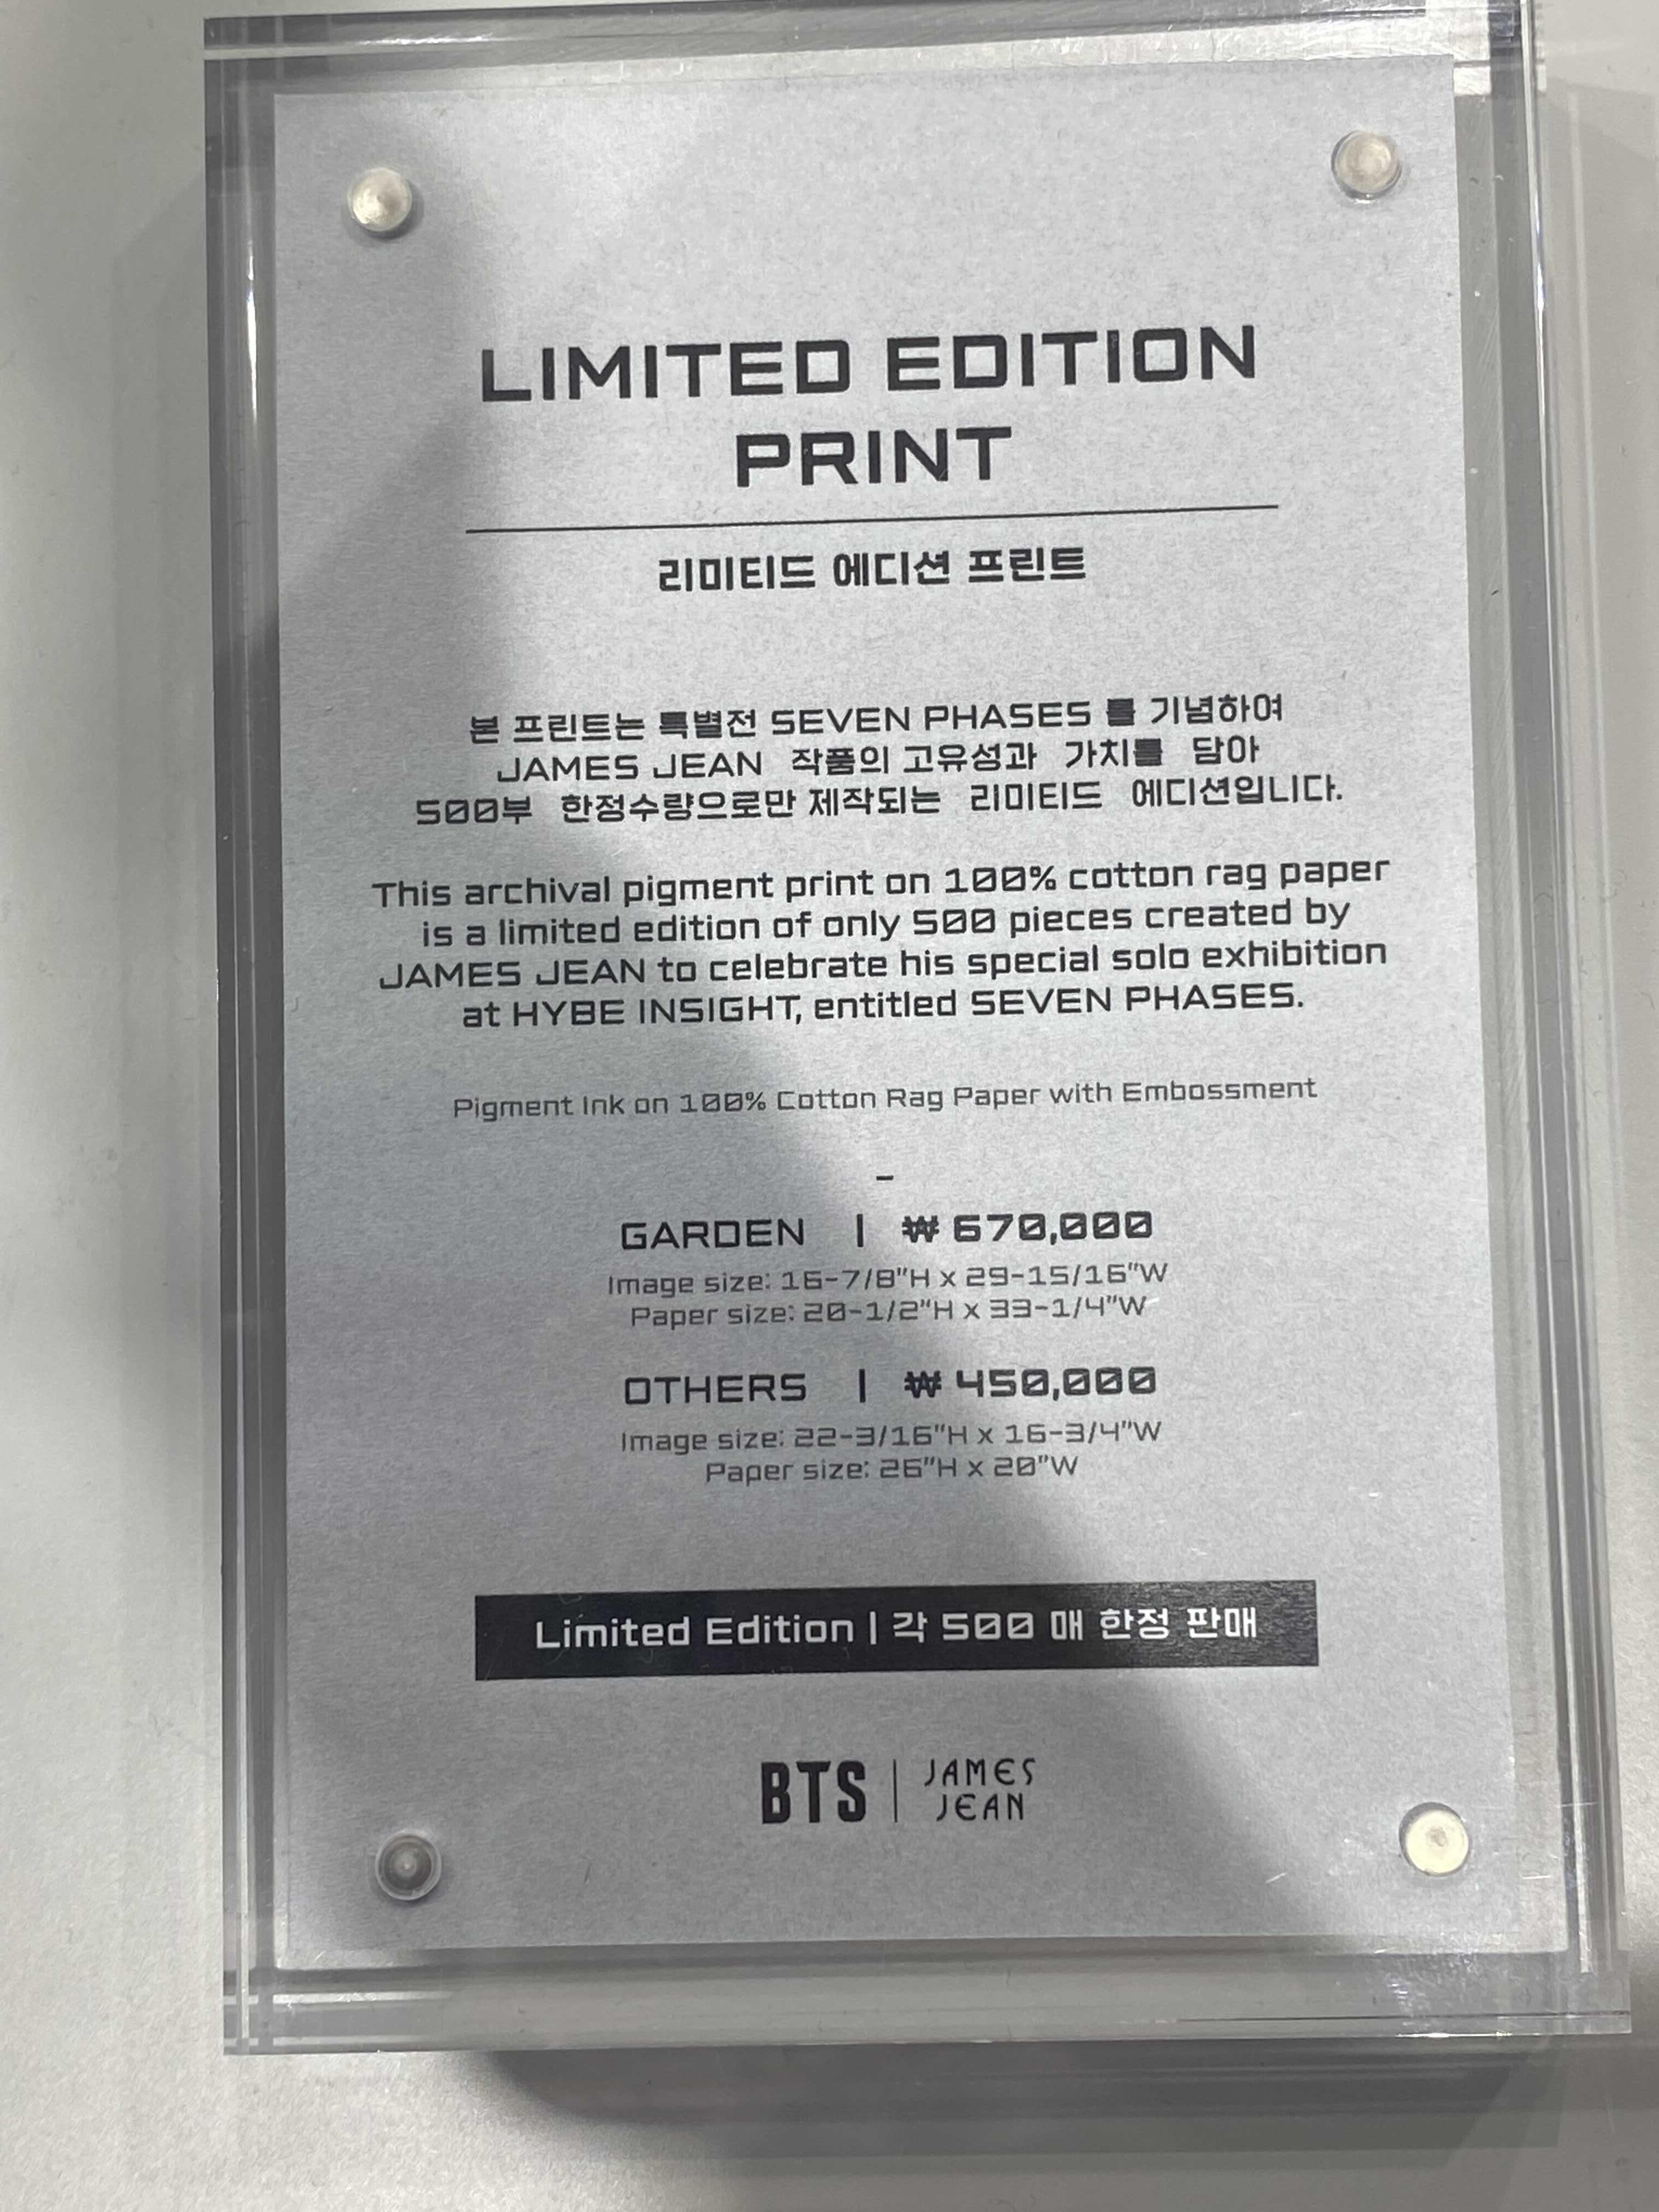 LIMITED EDITION
PRINT
리미티드 에디션 프린트
본 프린트는 특별전 SEVEN PHASES 를 기념하여
JAMES JEAN 작품의 고유성과 가치를 담아
500부 한정수량으로만 제작되는 리미티드 에디션입니다.
This archival pigment print on 100% cotton rag paper
is a limited edition of only 500 pieces created by
JAMES JEAN to celebrate his special solo exhibition
at HYBE INSIGHT, entitled SEVEN PHASES.
Pigment Ink on 100% Cotton Rag Paper with Embossment
–
GARDEN | ₩ 670,000
Image size: 16-7/8"H x 29-15/16"W
Paper size: 20-1/2"H x 33-1/4"W
OTHERS | ₩ 450,000
Image size: 22-3/16"H x 16-3/4"W
Paper size: 26"H x 20"W
Limited Edition | 각 500 매 한정 판매
BTS | JAMES
JEAN